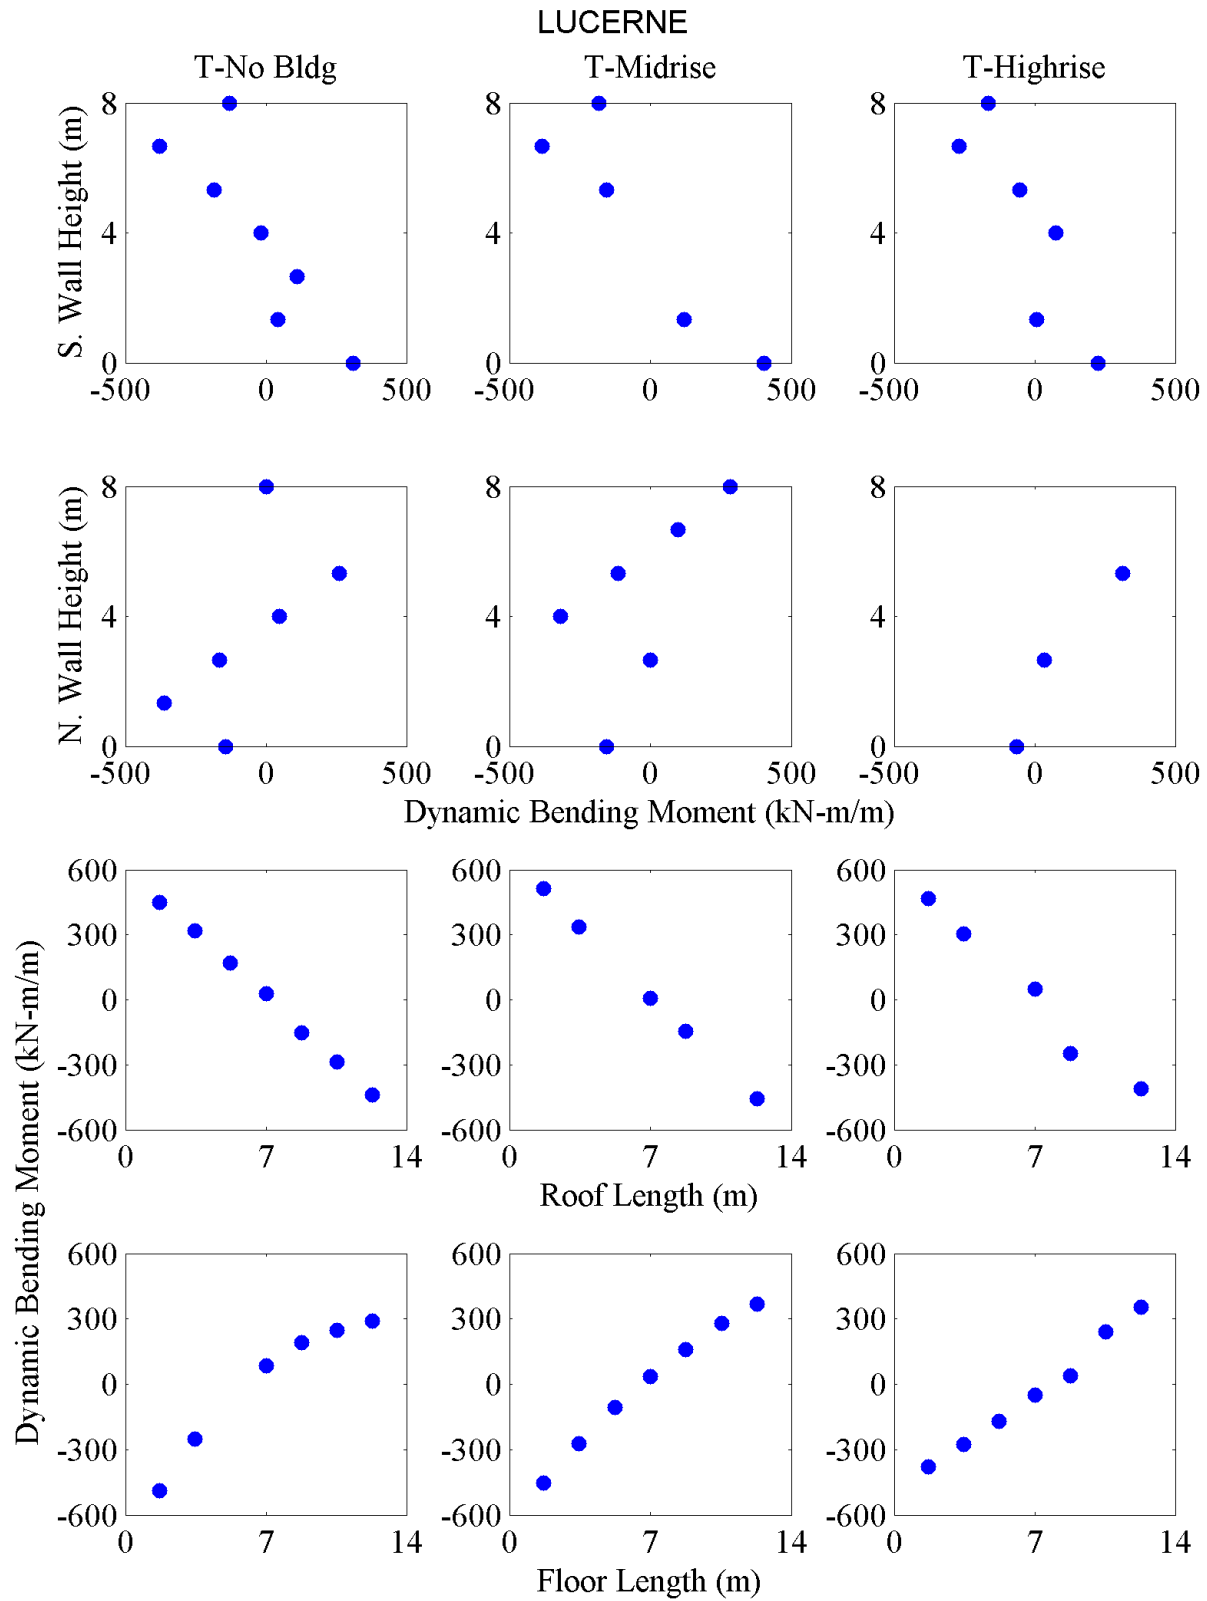 LUCERNE
T-No Bldg T-Midrise T-Highrise
S. Wall Height (m)
8 8 8
4 4 4
0 0 0
-500 0 500 -500 0 500 -500 0 500
N. Wall Height (m)
8 8 8
4 4 4
0 0 0
-500 0 500 -500 0 500 -500 0 500
Dynamic Bending Moment (kN-m/m)
Dynamic Bending Moment (kN-m/m)
600 600 600
300 300 300
0 0 0
-300 -300 -300
-600 -600 -600
0 7 14 0 7 14 0 7 14
Roof Length (m)
600 600 600
300 300 300
0 0 0
-300 -300 -300
-600 -600 -600
0 7 14 0 7 14 0 7 14
Floor Length (m)